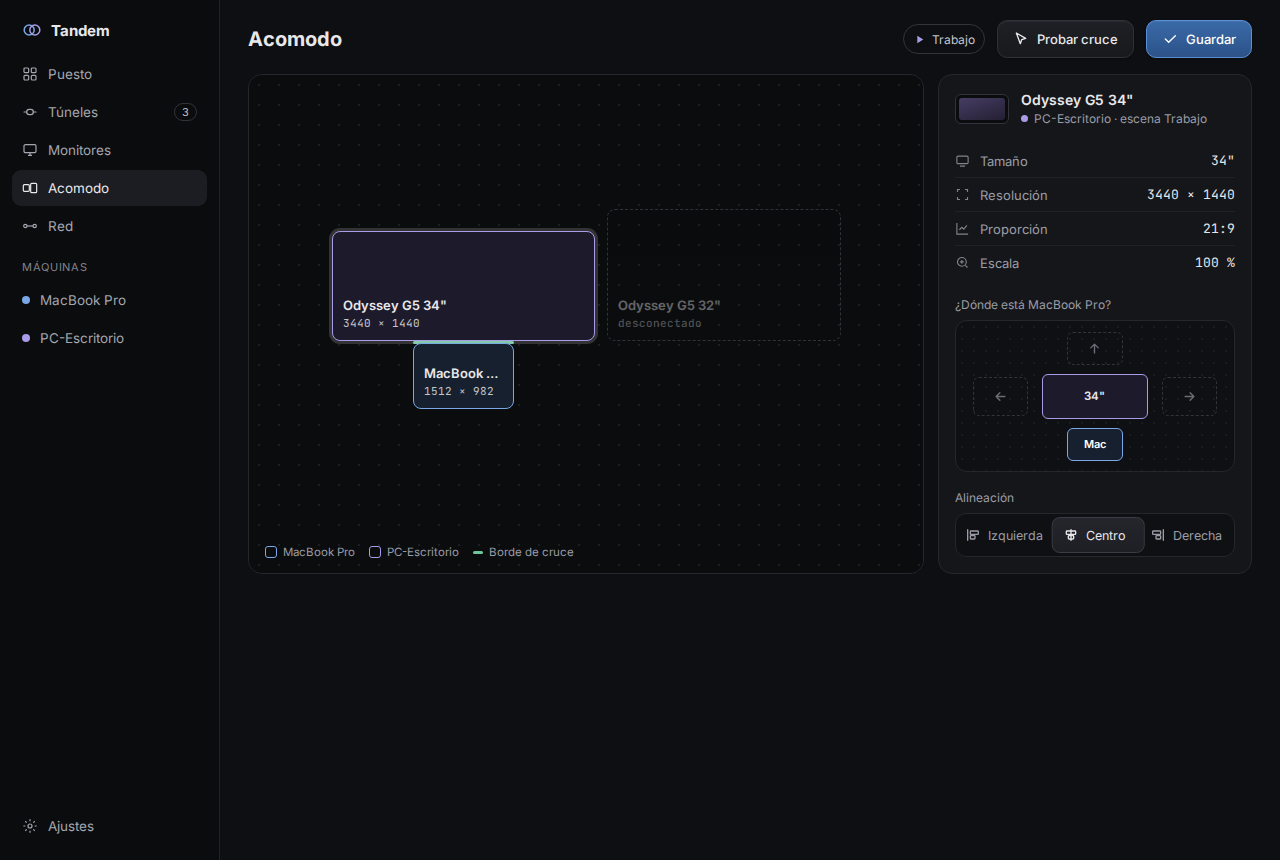 Tandem
Puesto
Túneles
3
Monitores
Acomodo
Red
MÁQUINAS
MacBook Pro
PC-Escritorio
Ajustes
Acomodo
Trabajo
Probar cruce
Guardar
Odyssey G5 34"
3440 × 1440
Odyssey G5 32"
desconectado
MacBook ...
1512 × 982
MacBook Pro
PC-Escritorio
Borde de cruce
Odyssey G5 34"
PC-Escritorio · escena Trabajo
Tamaño
34"
Resolución
3440 × 1440
Proporción
21:9
Escala
100 %
¿Dónde está MacBook Pro?
↑
←
34"
→
Mac
Alineación
Izquierda
Centro
Derecha